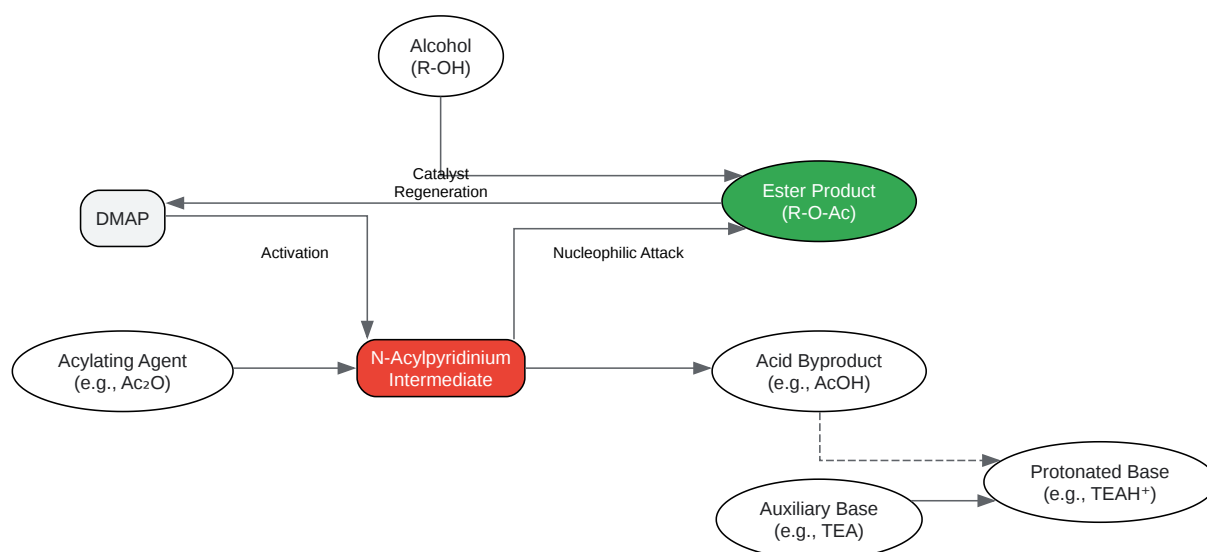 Alcohol
(R-OH)
Catalyst
Regeneration
Ester Product
(R-O-Ac)
DMAP
Activation
Nucleophilic Attack
Acylating Agent
(e.g., Ac₂O)
N-Acylpyridinium
Intermediate
Acid Byproduct
(e.g., AcOH)
Protonated Base
(e.g., TEAH⁺)
Auxiliary Base
(e.g., TEA)